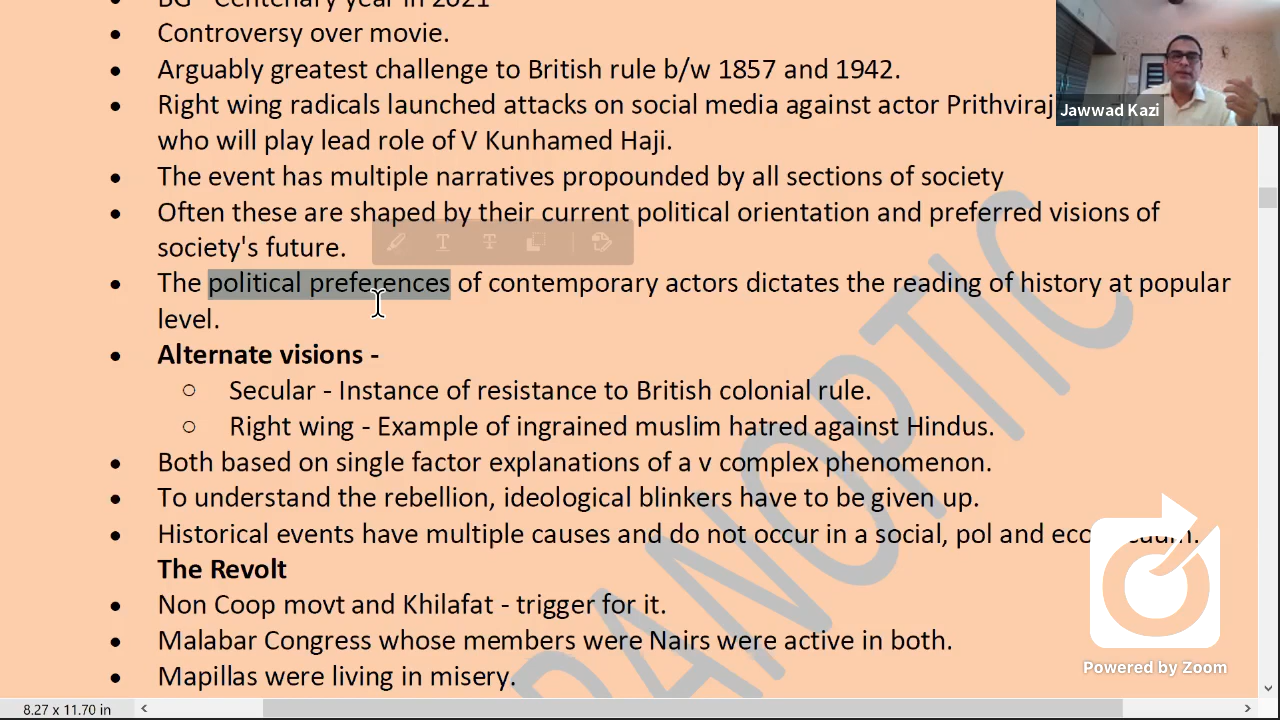 BG - Centenary year in 2021
Controversy over movie.
Arguably greatest challenge to British rule b/w 1857 and 1942.
Right wing radicals launched attacks on social media against actor Prithviraj
who will play lead role of V Kunhamed Haji.
The event has multiple narratives propounded by all sections of society
Often these are shaped by their current political orientation and preferred visions of
society's future.
The political preferences of contemporary actors dictates the reading of history at popular
level.
Alternate visions -
Secular - Instance of resistance to British colonial rule.
Right wing - Example of ingrained muslim hatred against Hindus.
Both based on single factor explanations of a v complex phenomenon.
To understand the rebellion, ideological blinkers have to be given up.
Historical events have multiple causes and do not occur in a social, pol and eco
The Revolt
Non Coop movt and Khilafat - trigger for it.
Malabar Congress whose members were Nairs were active in both.
Mapillas were living in misery.
Jawwad Kazi
PANOPTIC
Powered by Zoom
8.27 x 11.70 in